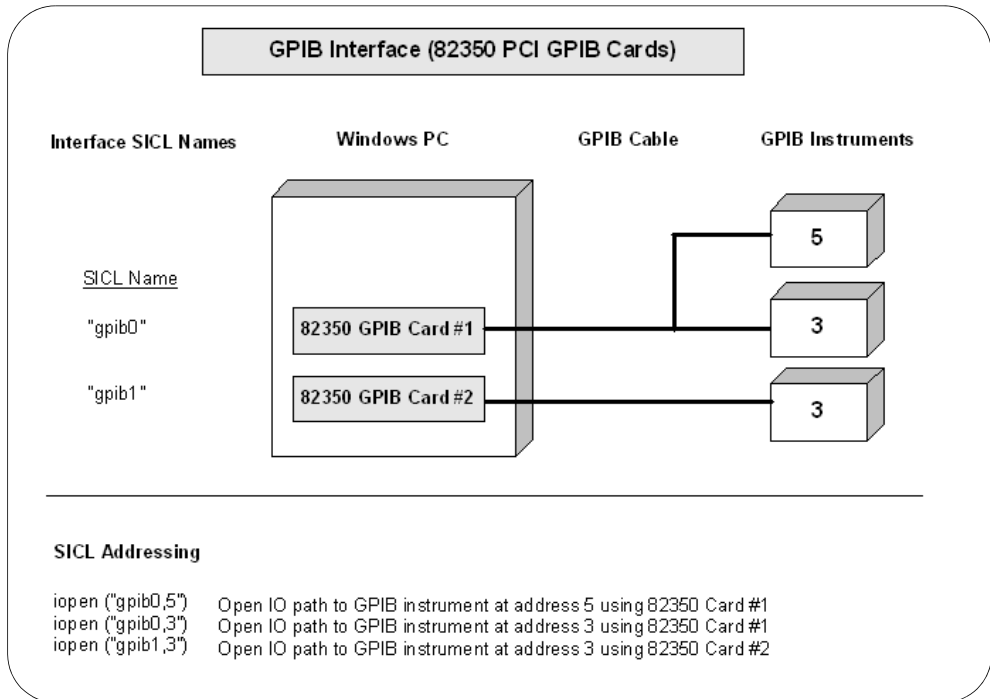 GPIB Interface (82350 PCI GPIB Cards)
Interface SICL Names Windows PC GPIB Cable GPIB Instruments
5
SICL Name
"gpib0" 82350 GPIB Card #1 3
"gpib1" 82350 GPIB Card #2 3
SICL Addressing
iopen ("gpib0,5") Open IO path to GPIB instrument at address 5 using 82350 Card #1
iopen ("gpib0,3") Open IO path to GPIB instrument at address 3 using 82350 Card #1
iopen ("gpib1,3") Open IO path to GPIB instrument at address 3 using 82350 Card #2